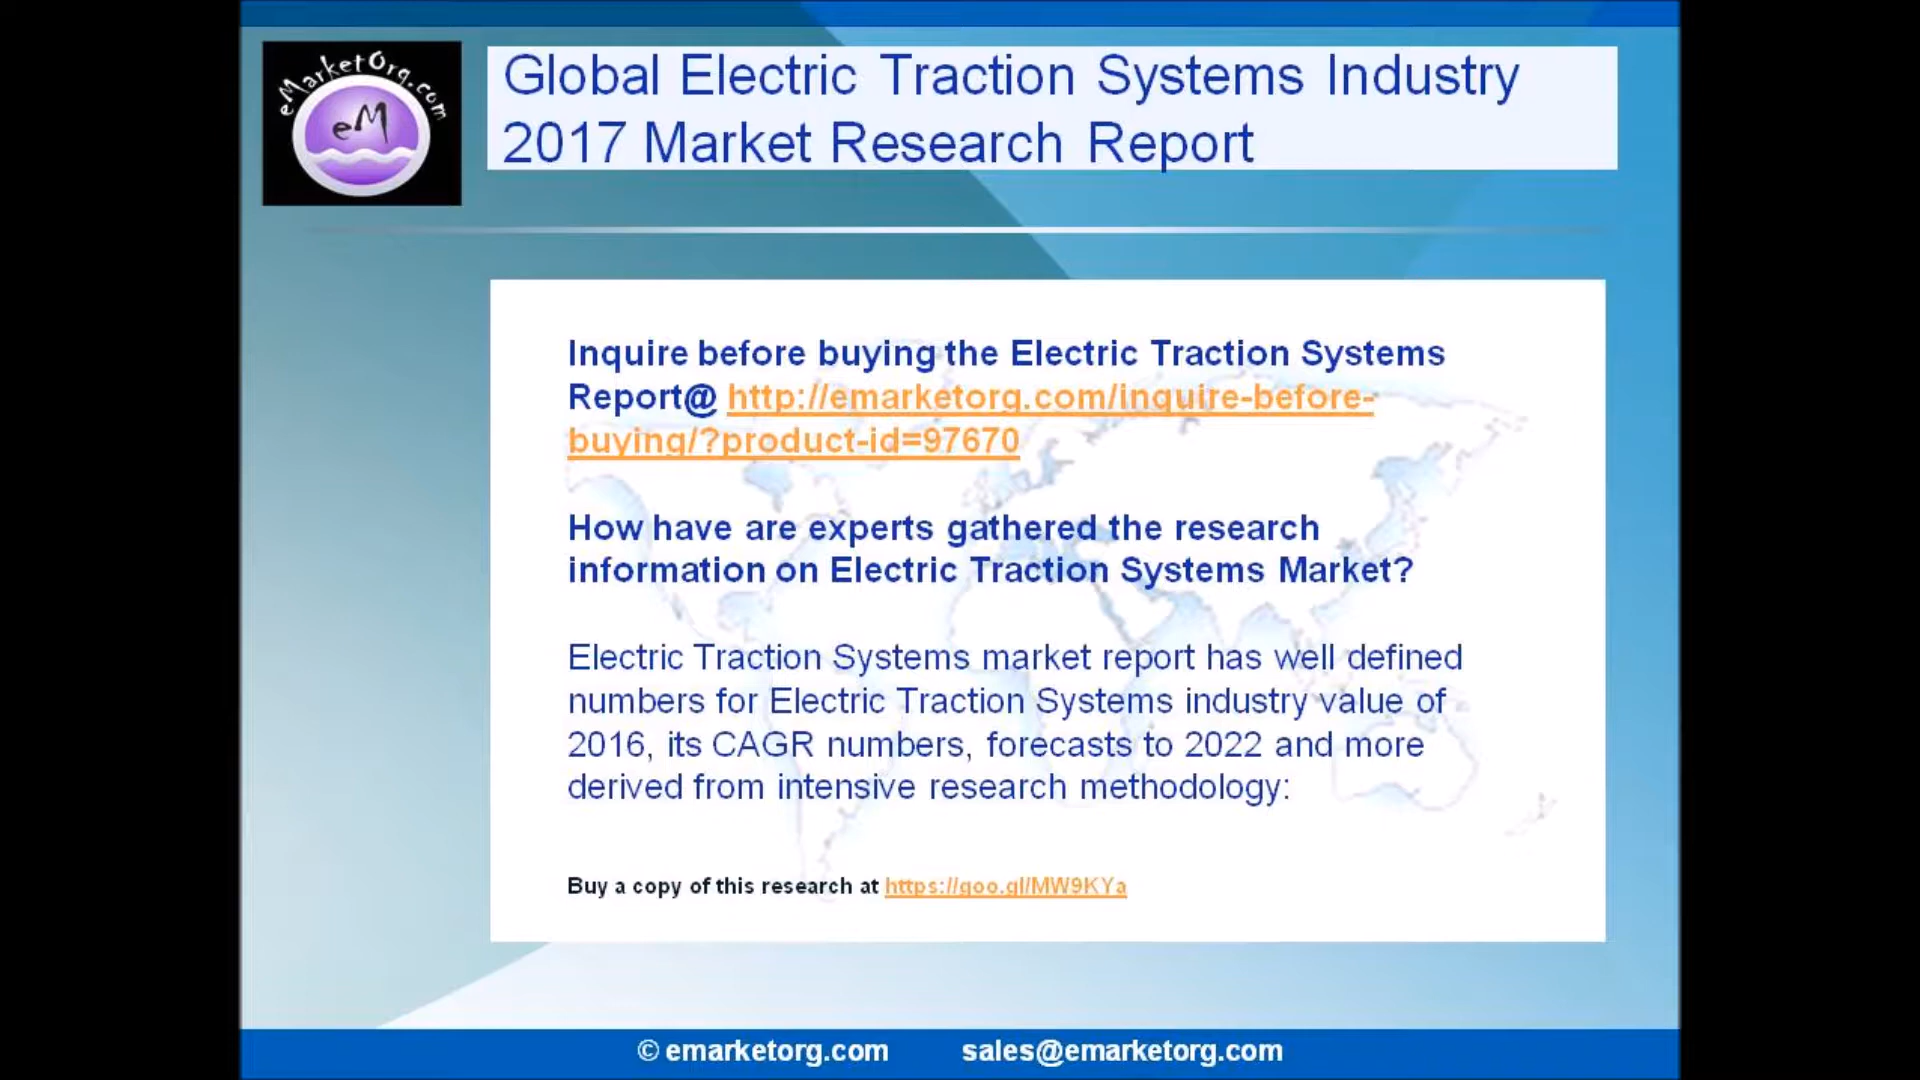 eMarketOrg.com
eM
Global Electric Traction Systems Industry
2017 Market Research Report
Inquire before buying the Electric Traction Systems
Report@ http://emarketorg.com/inquire-before-
buying/?product-id=97670
How have are experts gathered the research
information on Electric Traction Systems Market?
Electric Traction Systems market report has well defined
numbers for Electric Traction Systems industry value of
2016, its CAGR numbers, forecasts to 2022 and more
derived from intensive research methodology:
Buy a copy of this research at https://goo.gl/MW9KYa
© emarketorg.com sales@emarketorg.com